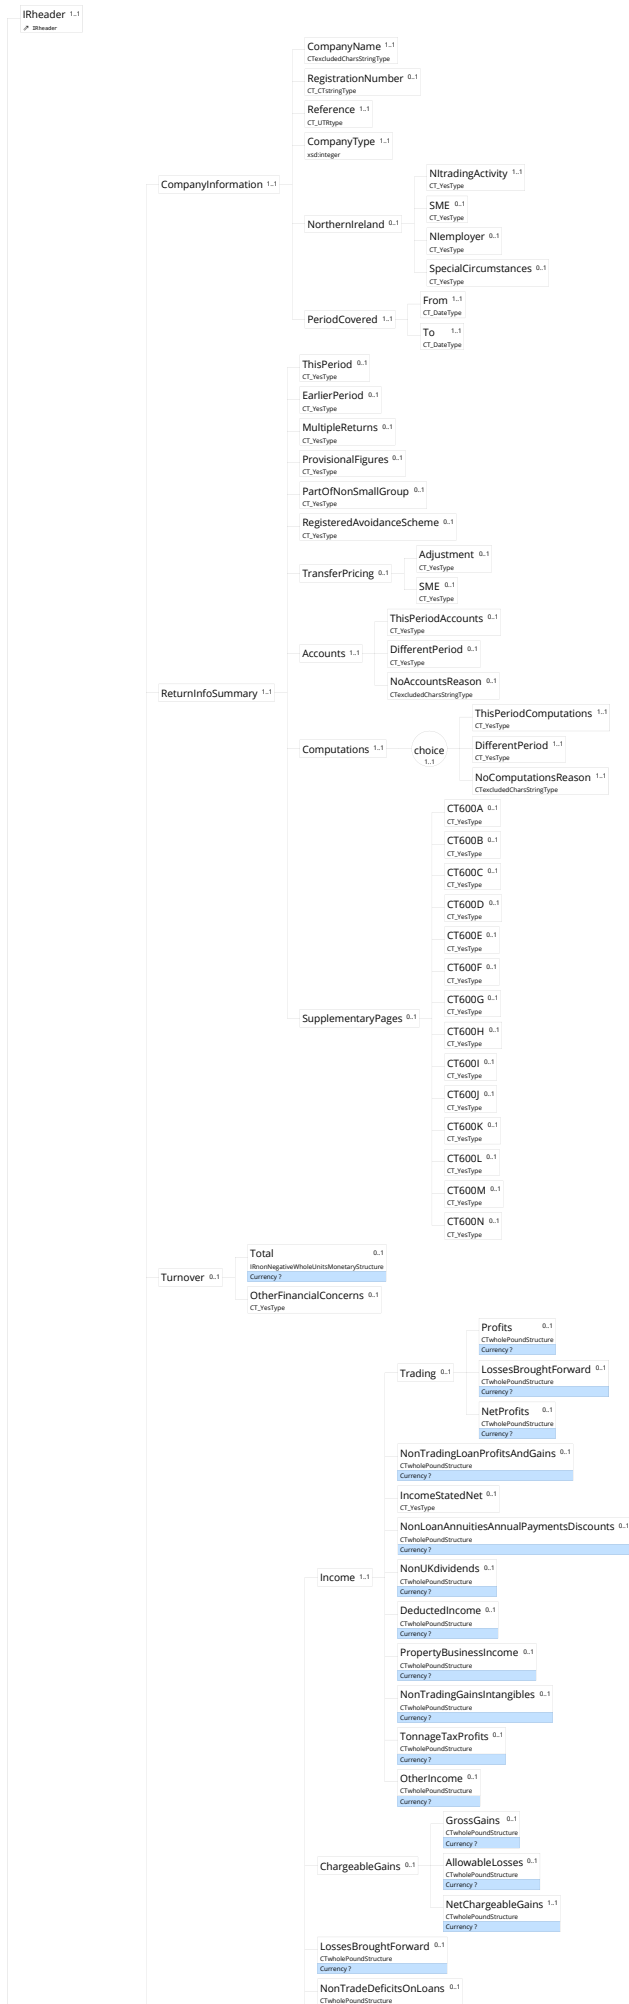 IRheader 1..1
IRheader
CompanyInformation 1..1
CompanyName 1..1
CTexcludedCharsStringType
RegistrationNumber 0..1
CT_CTstringType
Reference 1..1
CT_UTRtype
CompanyType 1..1
xsd:integer
NorthernIreland 0..1
NItradingActivity 1..1
CT_YesType
SME 0..1
CT_YesType
NIemployer 0..1
CT_YesType
SpecialCircumstances 0..1
CT_YesType
PeriodCovered 1..1
From 1..1
CT_DateType
To 1..1
CT_DateType
ReturnInfoSummary 1..1
ThisPeriod 0..1
CT_YesType
EarlierPeriod 0..1
CT_YesType
MultipleReturns 0..1
CT_YesType
ProvisionalFigures 0..1
CT_YesType
PartOfNonSmallGroup 0..1
CT_YesType
RegisteredAvoidanceScheme 0..1
CT_YesType
TransferPricing 0..1
Adjustment 0..1
CT_YesType
SME 0..1
CT_YesType
Accounts 1..1
ThisPeriodAccounts 0..1
CT_YesType
DifferentPeriod 0..1
CT_YesType
NoAccountsReason 0..1
CTexcludedCharsStringType
Computations 1..1
choice
1..1
ThisPeriodComputations 1..1
CT_YesType
DifferentPeriod 1..1
CT_YesType
NoComputationsReason 1..1
CTexcludedCharsStringType
SupplementaryPages 0..1
CT600A 0..1
CT_YesType
CT600B 0..1
CT_YesType
CT600C 0..1
CT_YesType
CT600D 0..1
CT_YesType
CT600E 0..1
CT_YesType
CT600F 0..1
CT_YesType
CT600G 0..1
CT_YesType
CT600H 0..1
CT_YesType
CT600I 0..1
CT_YesType
CT600J 0..1
CT_YesType
CT600K 0..1
CT_YesType
CT600L 0..1
CT_YesType
CT600M 0..1
CT_YesType
CT600N 0..1
CT_YesType
Turnover 0..1
Total 0..1
IRnonNegativeWholeUnitsMonetaryStructure
Currency ?
OtherFinancialConcerns 0..1
CT_YesType
Income 1..1
Trading 0..1
Profits 0..1
CTwholePoundStructure
Currency ?
LossesBroughtForward 0..1
CTwholePoundStructure
Currency ?
NetProfits 0..1
CTwholePoundStructure
Currency ?
NonTradingLoanProfitsAndGains 0..1
CTwholePoundStructure
Currency ?
IncomeStatedNet 0..1
CT_YesType
NonLoanAnnuitiesAnnualPaymentsDiscounts 0..1
CTwholePoundStructure
Currency ?
NonUKdividends 0..1
CTwholePoundStructure
Currency ?
DeductedIncome 0..1
CTwholePoundStructure
Currency ?
PropertyBusinessIncome 0..1
CTwholePoundStructure
Currency ?
NonTradingGainsIntangibles 0..1
CTwholePoundStructure
Currency ?
TonnageTaxProfits 0..1
CTwholePoundStructure
Currency ?
OtherIncome 0..1
CTwholePoundStructure
Currency ?
ChargeableGains 0..1
GrossGains 0..1
CTwholePoundStructure
Currency ?
AllowableLosses 0..1
CTwholePoundStructure
Currency ?
NetChargeableGains 1..1
CTwholePoundStructure
Currency ?
LossesBroughtForward 0..1
CTwholePoundStructure
Currency ?
NonTradeDeficitsOnLoans 0..1
CTwholePoundStructure